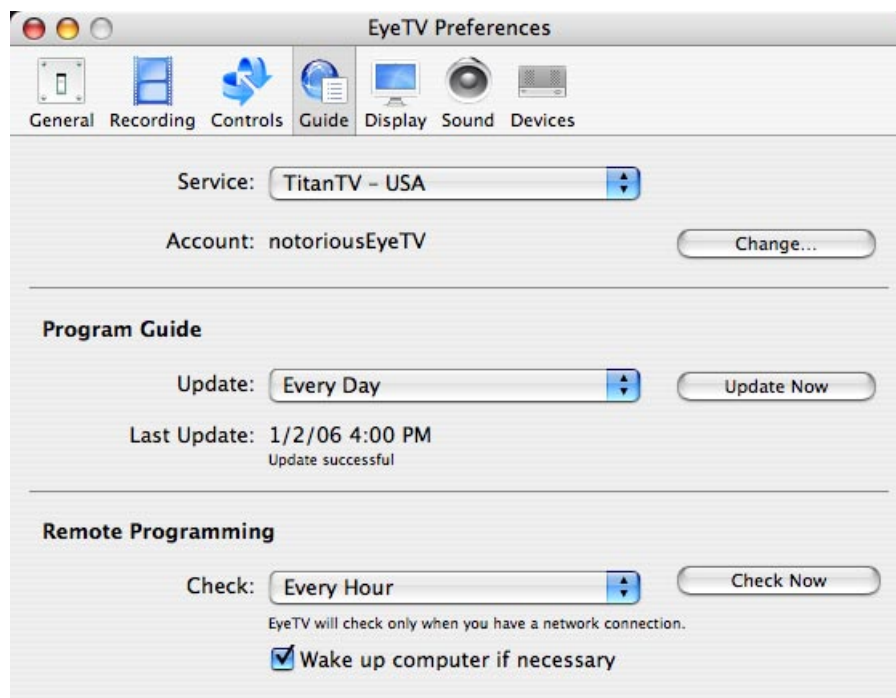 EyeTV Preferences
General Recording Controls Guide Display Sound Devices
Service: TitanTV – USA
Account: notoriousEyeTV Change...
Program Guide
Update: Every Day Update Now
Last Update: 1/2/06 4:00 PM
Update successful
Remote Programming
Check: Every Hour Check Now
EyeTV will check only when you have a network connection.
Wake up computer if necessary